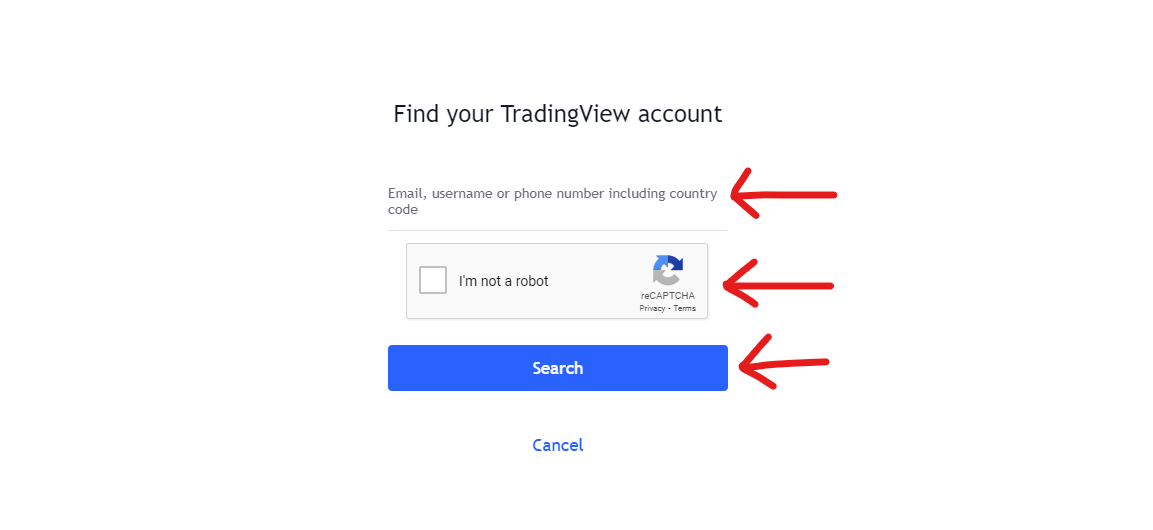 Find your TradingView account
Email, username or phone number including country
code
I'm not a robot
reCAPTCHA
Privacy - Terms
Search
Cancel